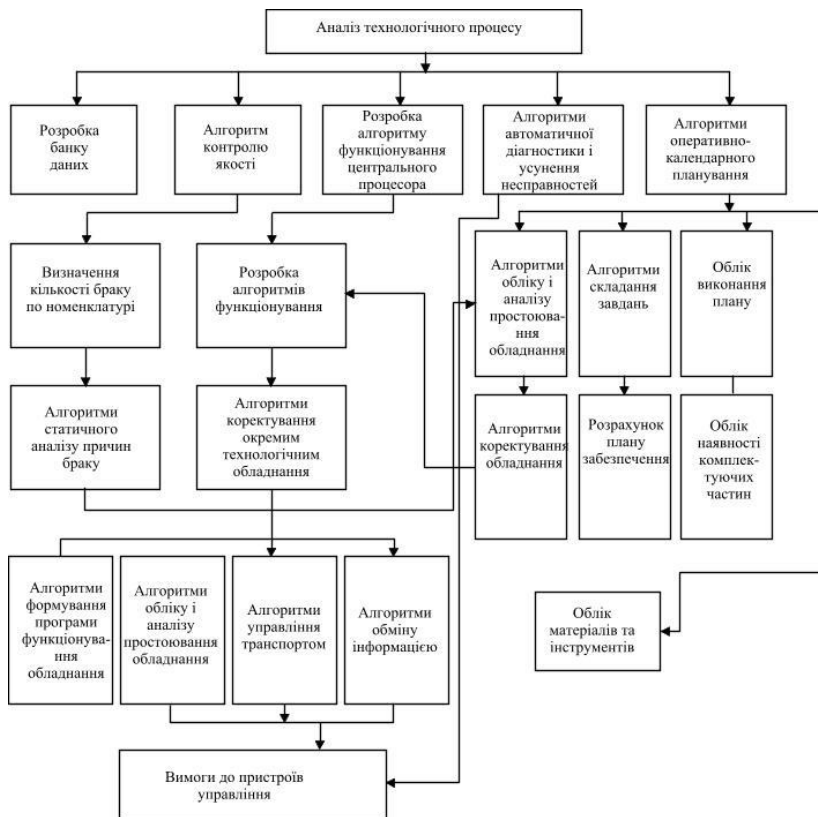 Аналіз технологічного процесу
Розробка
банку
даних
Алгоритм
контролю
якості
Розробка
алгоритму
функціонування
центрального
процесора
Алгоритми
автоматичної
діагностики і
усунення
несправностей
Алгоритми
оперативно-
календарного
планування
Визначення
кількості браку
по номенклатурі
Розробка
алгоритмів
функціонування
Алгоритми
обліку і
аналізу
простоюва-
ння
обладнання
Алгоритми
складання
завдань
Облік
виконання
плану
Алгоритми
статичного
аналізу причин
браку
Алгоритми
коректування
окремим
технологічним
обладнання
Алгоритми
коректування
обладнання
Розрахунок
плану
забезпечення
Облік
наявності
комплек-
туючих
частин
Алгоритми
формування
програми
функціонува-
ння
обладнання
Алгоритми
обліку і
аналізу
простоювання
обладнання
Алгоритми
управління
транспортом
Алгоритми
обміну
інформацією
Облік
матеріалів та
інструментів
Вимоги до пристроїв
управління